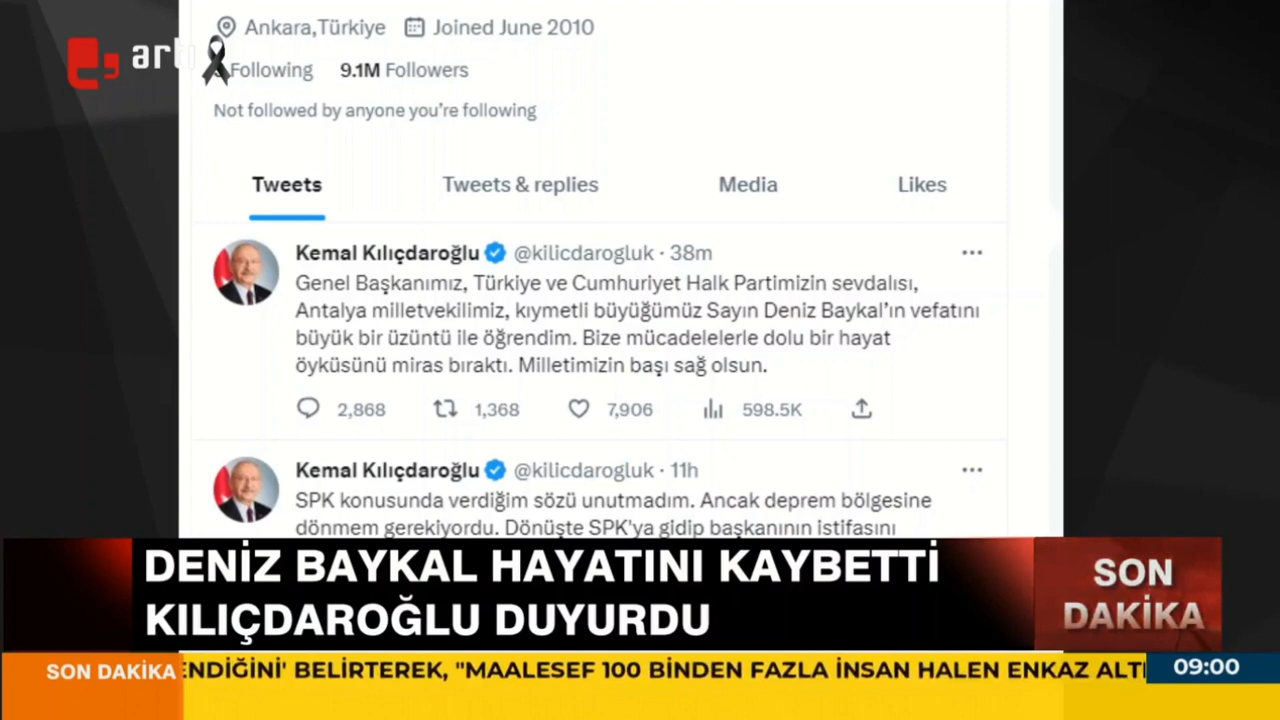 Ankara,Türkiye Joined June 2010
artı
Following 9.1M Followers
Not followed by anyone you're following
Tweets Tweets & replies Media Likes
Kemal Kılıçdaroğlu @kilicdarogluk · 38m
Genel Başkanımız, Türkiye ve Cumhuriyet Halk Partimizin sevdalısı,
Antalya milletvekilimiz, kıymetli büyüğümüz Sayın Deniz Baykal'ın vefatını
büyük bir üzüntü ile öğrendim. Bize mücadelelerle dolu bir hayat
öyküsünü miras bıraktı. Milletimizin başı sağ olsun.
2,868 1,368 7,906 598.5K
Kemal Kılıçdaroğlu @kilicdarogluk · 11h
SPK konusunda verdiğim sözü unutmadım. Ancak deprem bölgesine
dönmem gerekiyordu. Dönüşte SPK'ya gidip başkanının istifasını
DENİZ BAYKAL HAYATINI KAYBETTİ
KILIÇDAROĞLU DUYURDU
SON
DAKİKA
SON DAKİKA ENDİĞİNİ' BELİRTEREK, "MAALESEF 100 BİNDEN FAZLA İNSAN HALEN ENKAZ ALTI 09:00